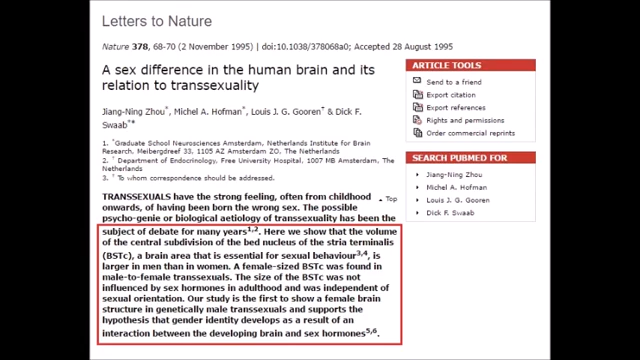 Letters to Nature
Nature 378, 68-70 (2 November 1995) | doi:10.1038/378068a0; Accepted 28 August 1995
A sex difference in the human brain and its
relation to transsexuality
Jiang-Ning Zhou*, Michel A. Hofman*, Louis J. G. Gooren† & Dick F.
Swaab**
1. *Graduate School Neurosciences Amsterdam, Netherlands Institute for Brain
Research, Meibergdreef 33, 1105 AZ Amsterdam ZO, The Netherlands
2. † Department of Endocrinology, Free University Hospital, 1007 MB Amsterdam, The
Netherlands
3. † To whom correspondence should be addressed.
TRANSSEXUALS have the strong feeling, often from childhood
onwards, of having been born the wrong sex. The possible
psycho-genie or biological aetiology of transsexuality has been the
subject of debate for many years1,2. Here we show that the volume
of the central subdivision of the bed nucleus of the stria terminalis
(BSTc), a brain area that is essential for sexual behaviour3,4, is
larger in men than in women. A female-sized BSTc was found in
male-to-female transsexuals. The size of the BSTc was not
influenced by sex hormones in adulthood and was independent of
sexual orientation. Our study is the first to show a female brain
structure in genetically male transsexuals and supports the
hypothesis that gender identity develops as a result of an
interaction between the developing brain and sex hormones5,6.
Top
ARTICLE TOOLS
Send to a friend
Export citation
Export references
Rights and permissions
Order commercial reprints
SEARCH PUBMED FOR
Jiang-Ning Zhou
Michel A. Hofman
Louis J. G. Gooren
Dick F. Swaab